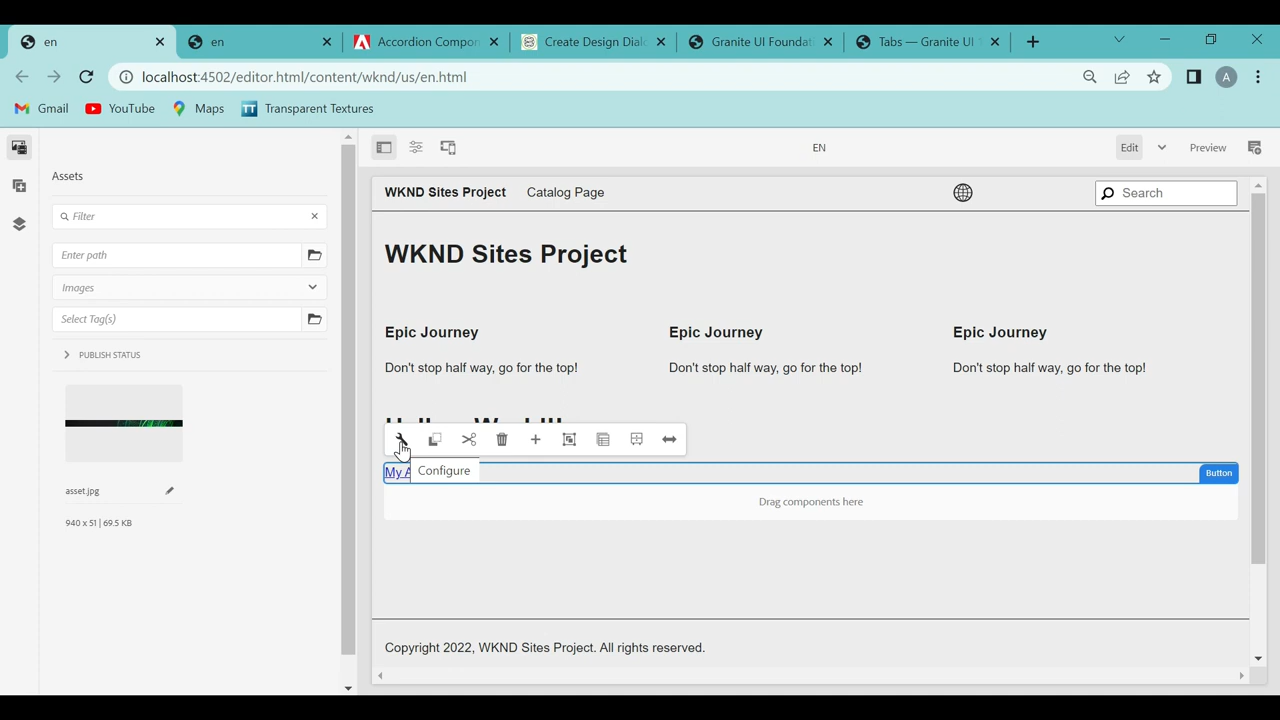 en
en
Accordion Compon
Create Design Dial
Granite UI Foundat
Tabs — Granite UI
localhost:4502/editor.html/content/wknd/us/en.html
A
Gmail
YouTube
Maps
TT
Transparent Textures
Assets
Filter
Enter path
Images
Select Tag(s)
PUBLISH STATUS
asset.jpg
940 x 51 | 69.5 KB
EN
Edit
Preview
WKND Sites Project
Catalog Page
Search
WKND Sites Project
Epic Journey
Epic Journey
Epic Journey
Don't stop half way, go for the top!
Don't stop half way, go for the top!
Don't stop half way, go for the top!
Configure
My A
Button
Drag components here
Copyright 2022, WKND Sites Project. All rights reserved.